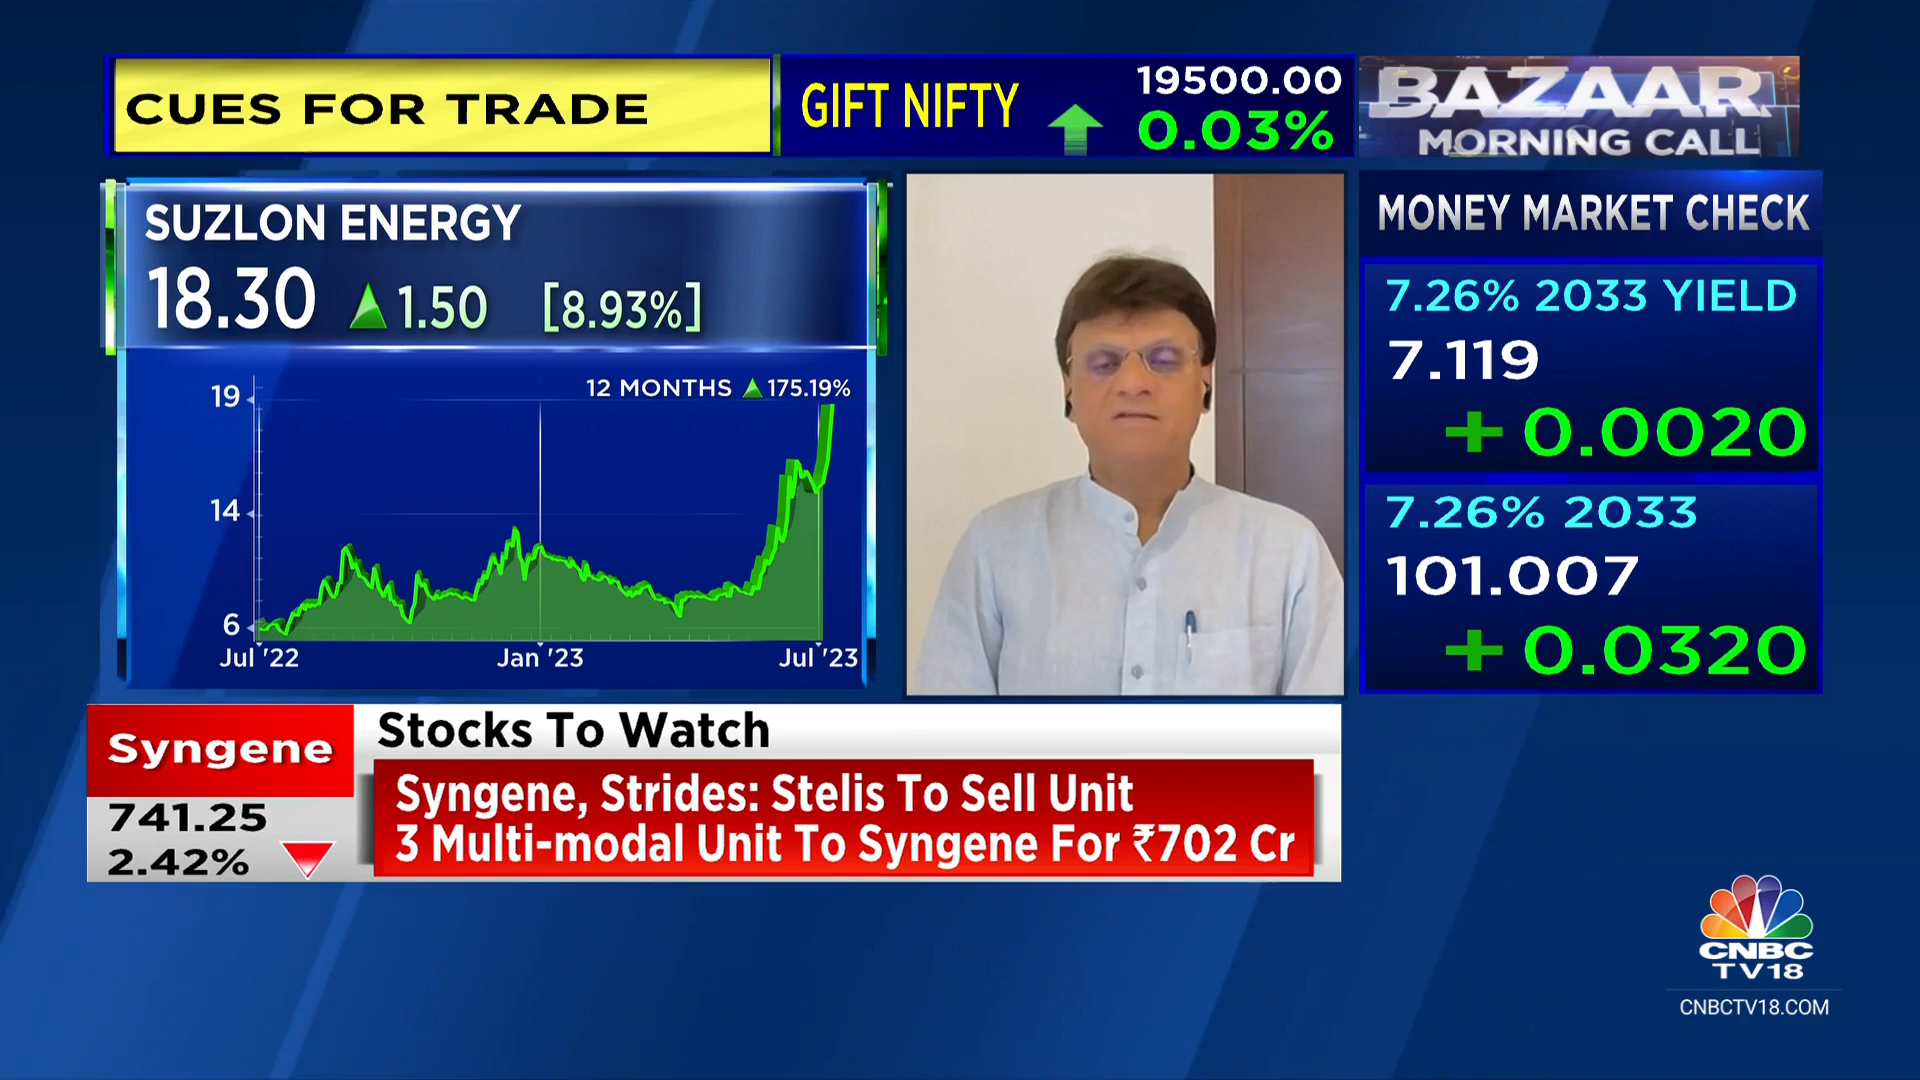 CUES FOR TRADE
GIFT NIFTY
19500.00
0.03%
BAZAAR
MORNING CALL
SUZLON ENERGY
18.30 1.50 [8.93%]
12 MONTHS 175.19%
19
14
6
Jul '22 Jan '23 Jul '23
MONEY MARKET CHECK
7.26% 2033 YIELD
7.119
+ 0.0020
7.26% 2033
101.007
+ 0.0320
Syngene
741.25
2.42%
Stocks To Watch
Syngene, Strides: Stelis To Sell Unit
3 Multi-modal Unit To Syngene For ₹702 Cr
CNBC
TV18
CNBCTV18.COM